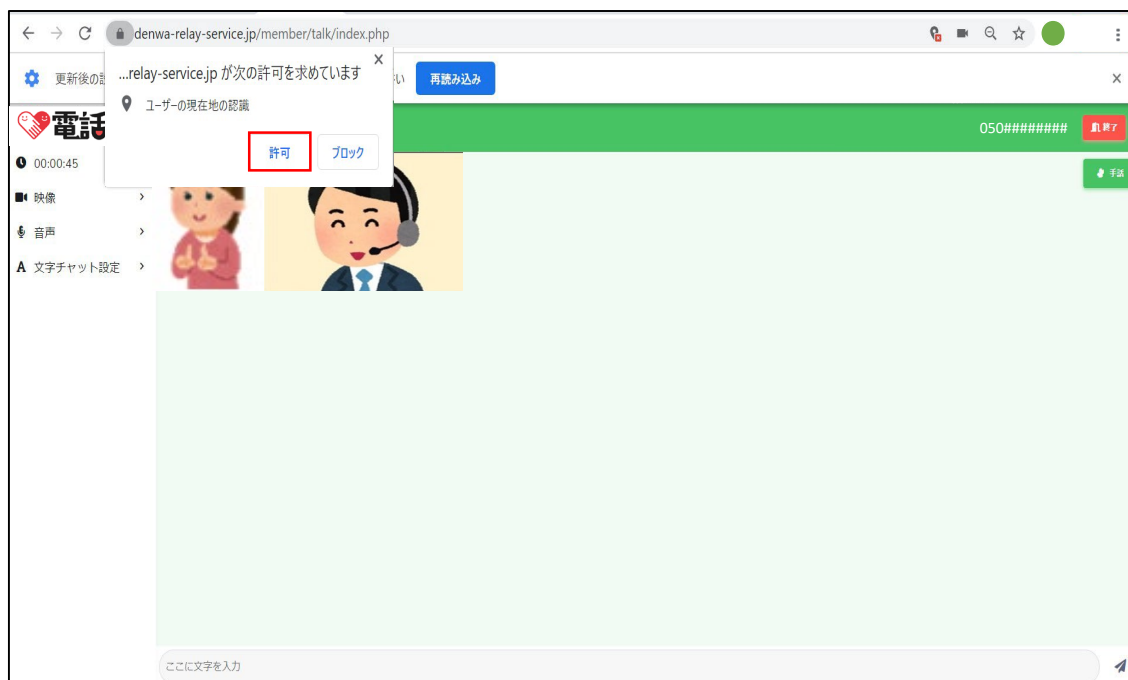 denwa-relay-service.jp/member/talk/index.php
更新後の
...relay-service.jp が次の許可を求めています
い
再読み込み
ユーザーの現在地の認識
許可
ブロック
電話
050########
終了
00:00:45
手話
映像
音声
A 文字チャット設定
ここに文字を入力